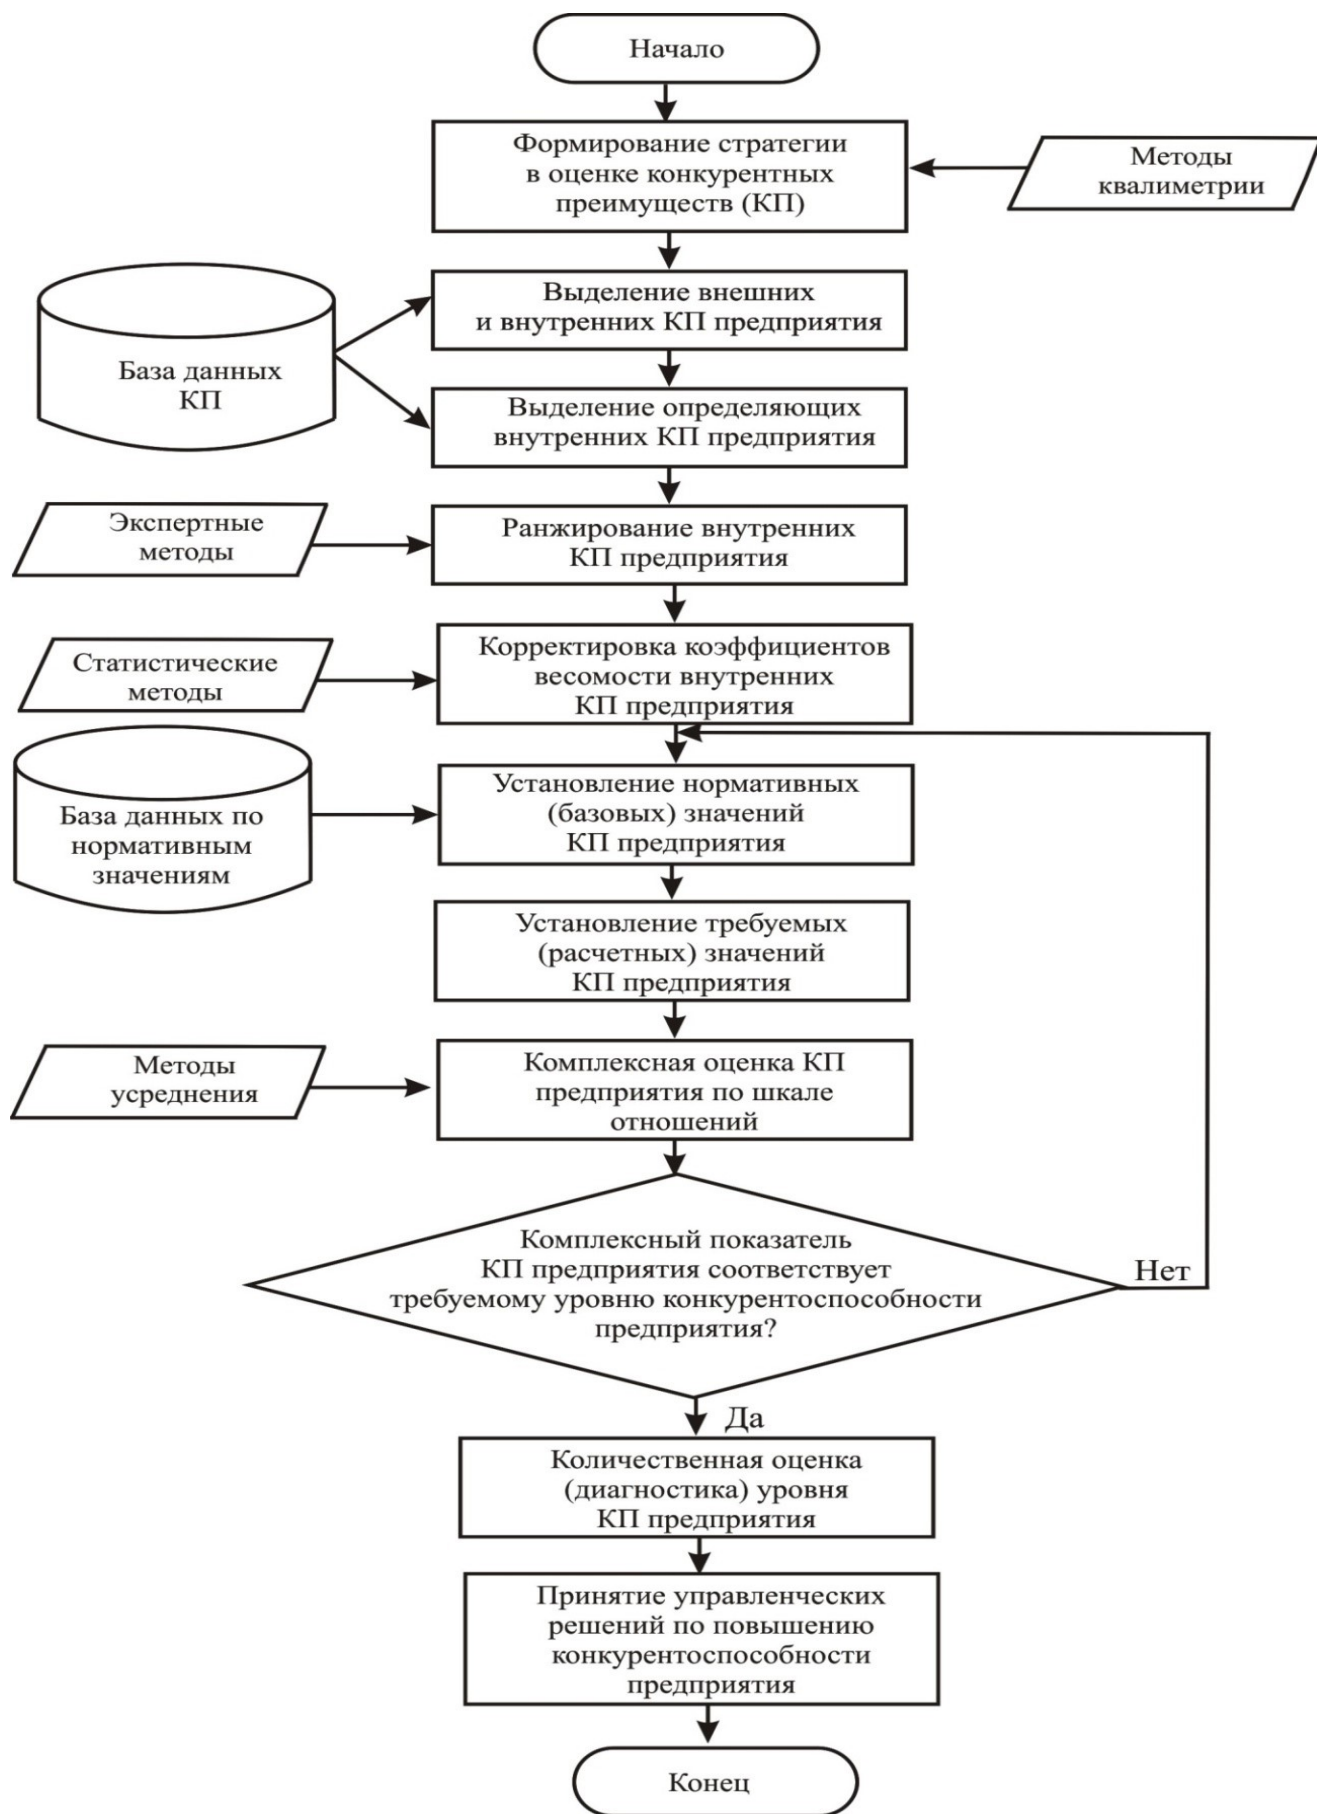 Начало
Формирование стратегии
в оценке конкурентных
преимуществ (КП)
Методы
квалиметрии
Выделение внешних
и внутренних КП предприятия
База данных
КП
Выделение определяющих
внутренних КП предприятия
Экспертные
методы
Ранжирование внутренних
КП предприятия
Статистические
методы
Корректировка коэффициентов
весомости внутренних
КП предприятия
База данных по
нормативным
значениям
Установление нормативных
(базовых) значений
КП предприятия
Установление требуемых
(расчетных) значений
КП предприятия
Методы
усреднения
Комплексная оценка КП
предприятия по шкале
отношений
Комплексный показатель
КП предприятия соответствует
требуемому уровню конкурентоспособности
предприятия?
Нет
Да
Количественная оценка
(диагностика) уровня
КП предприятия
Принятие управленческих
решений по повышению
конкурентоспособности
предприятия
Конец